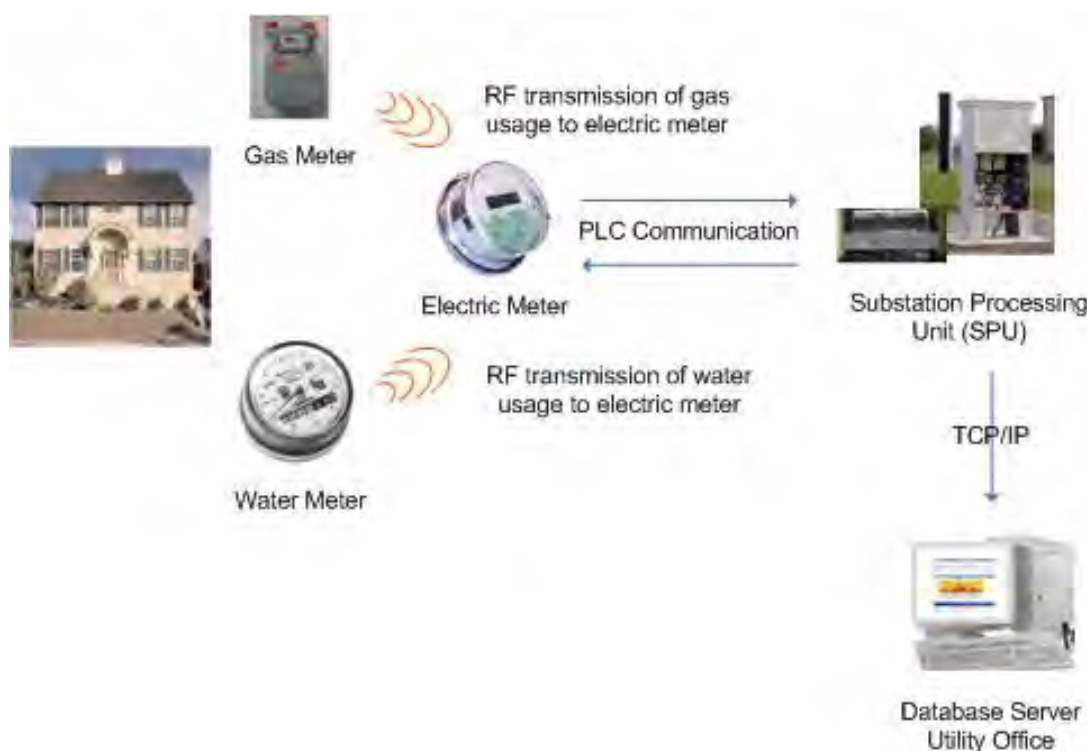 RF transmission of gas
usage to electric meter
Gas Meter
PLC Communication
Electric Meter
Substation Processing
Unit (SPU)
RF transmission of water
usage to electric meter
TCP/IP
Water Meter
Database Server
Utility Office